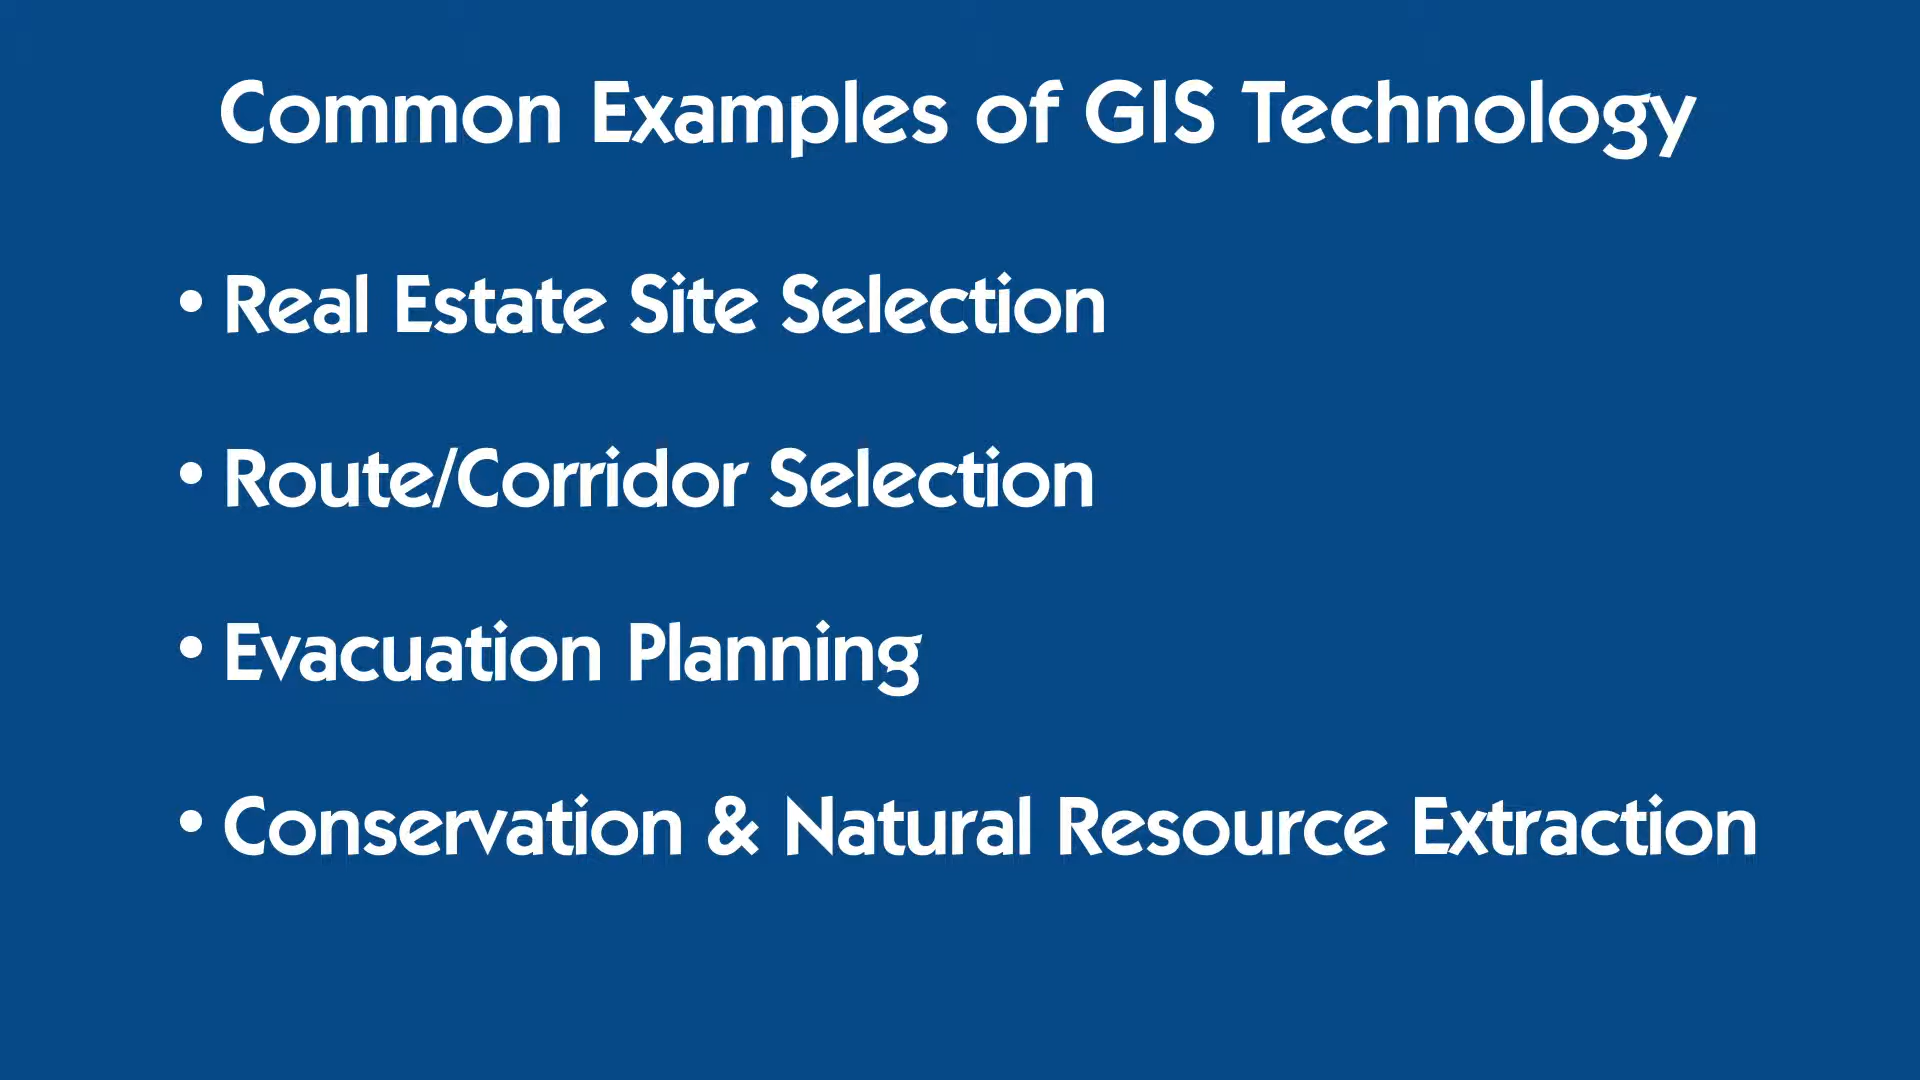 Common Examples of GIS Technology
• Real Estate Site Selection
• Route/Corridor Selection
• Evacuation Planning
• Conservation & Natural Resource Extraction